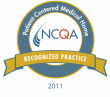 Patient-Centered Medical Home
NCQA
RECOGNIZED PRACTICE
2011